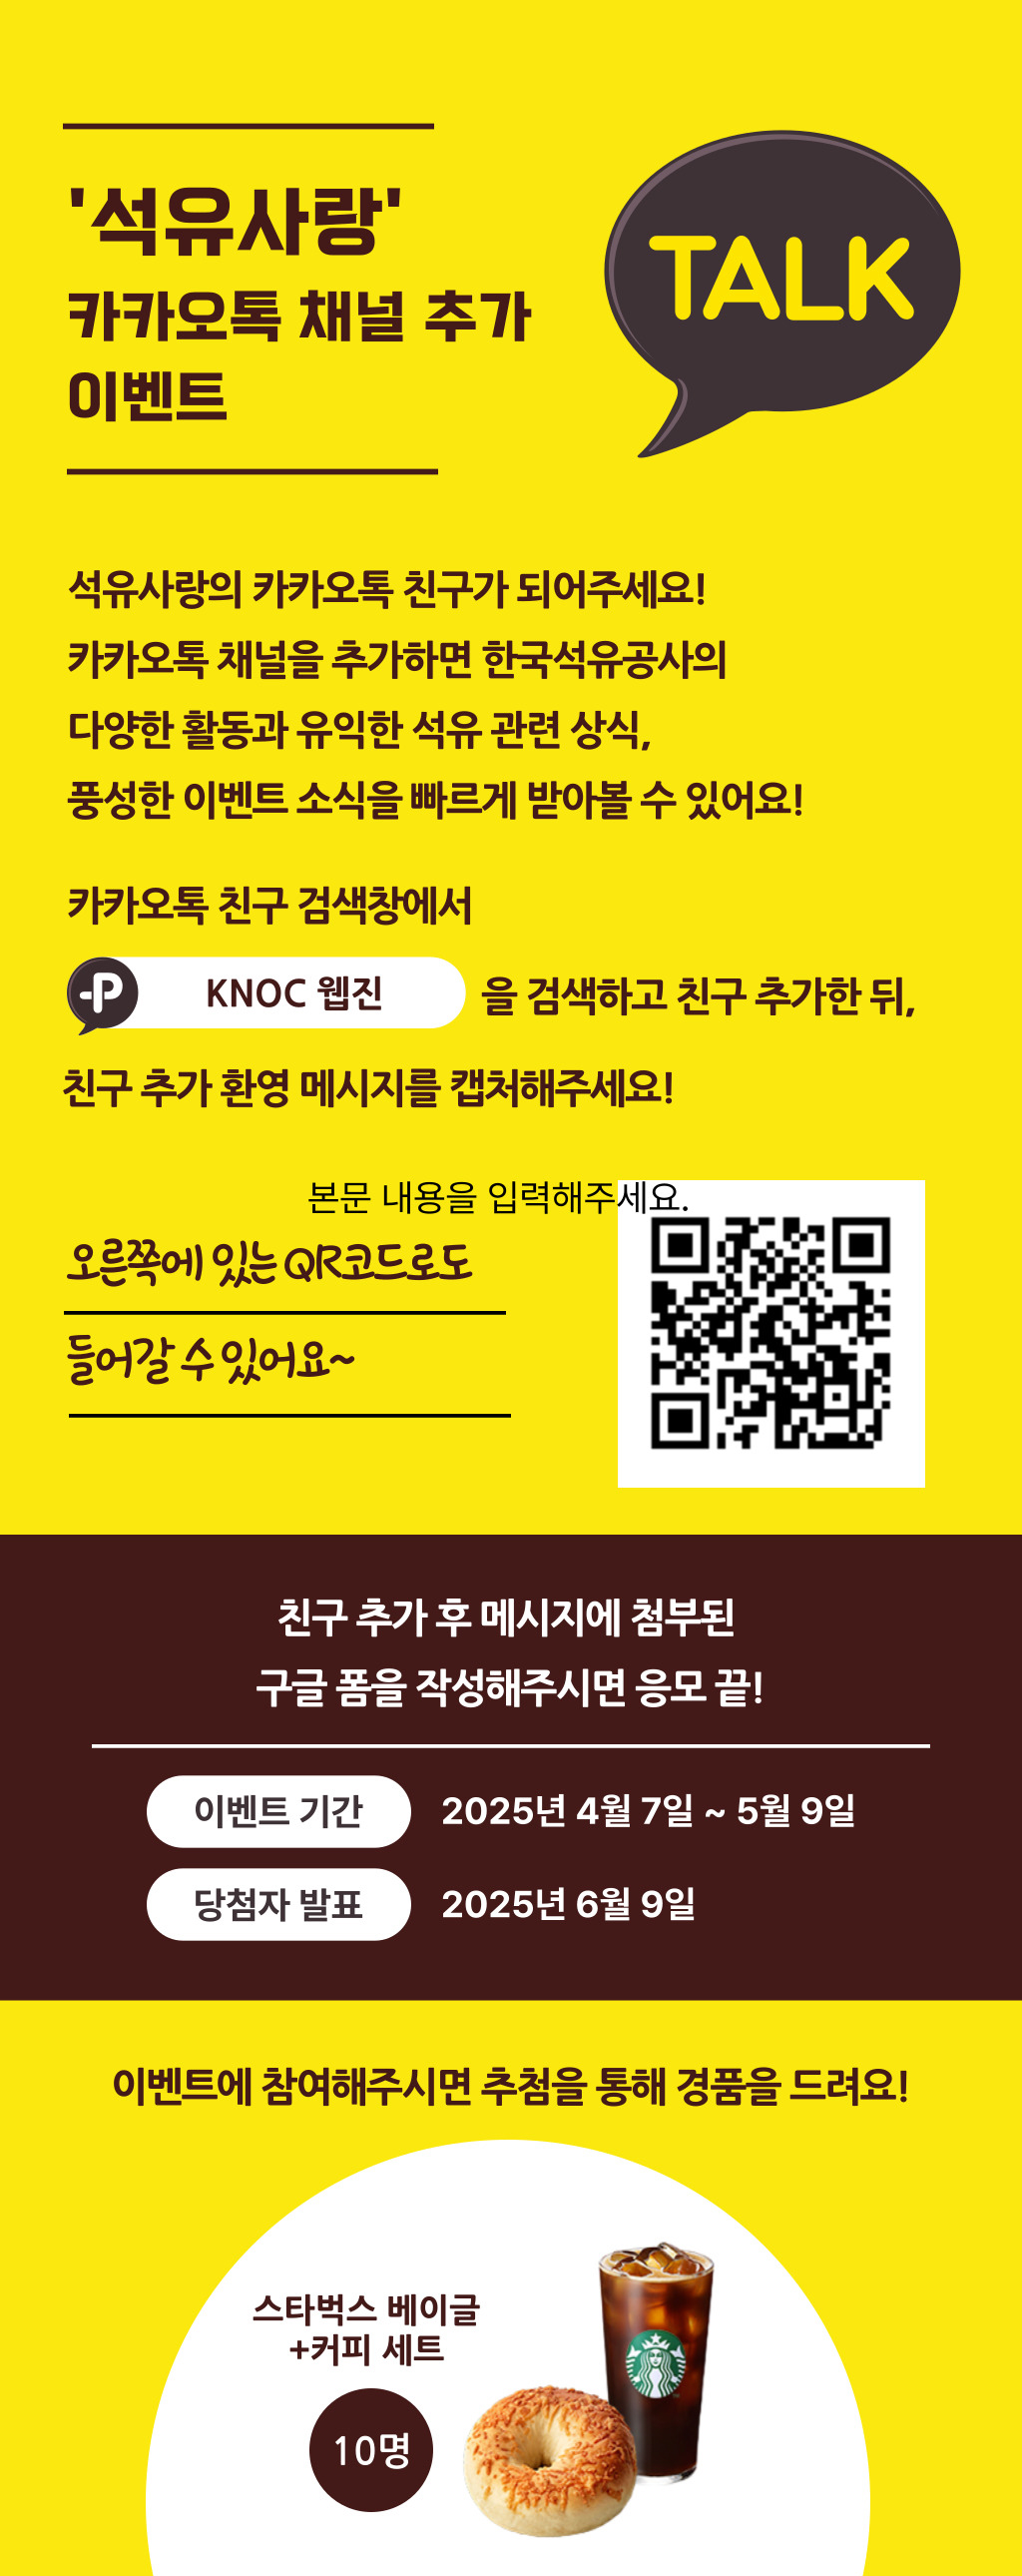 '석유사랑'
TALK
카카오톡 채널 추가
이벤트
석유사랑의 카카오톡 친구가 되어주세요!
카카오톡 채널을 추가하면 한국석유공사의
다양한 활동과 유익한 석유 관련 상식,
풍성한 이벤트 소식을 빠르게 받아볼 수 있어요!
카카오톡 친구 검색창에서
+P KNOC 웹진 을 검색하고 친구 추가한 뒤,
친구 추가 환영 메시지를 캡처해주세요!
본문 내용을 입력해주세요.
오른쪽에 있는 QR코드로도
들어갈 수 있어요~
친구 추가 후 메시지에 첨부된
구글 폼을 작성해주시면 응모 끝!
이벤트 기간 2025년 4월 7일 ~ 5월 9일
당첨자 발표 2025년 6월 9일
이벤트에 참여해주시면 추첨을 통해 경품을 드려요!
스타벅스 베이글
+커피 세트
10명